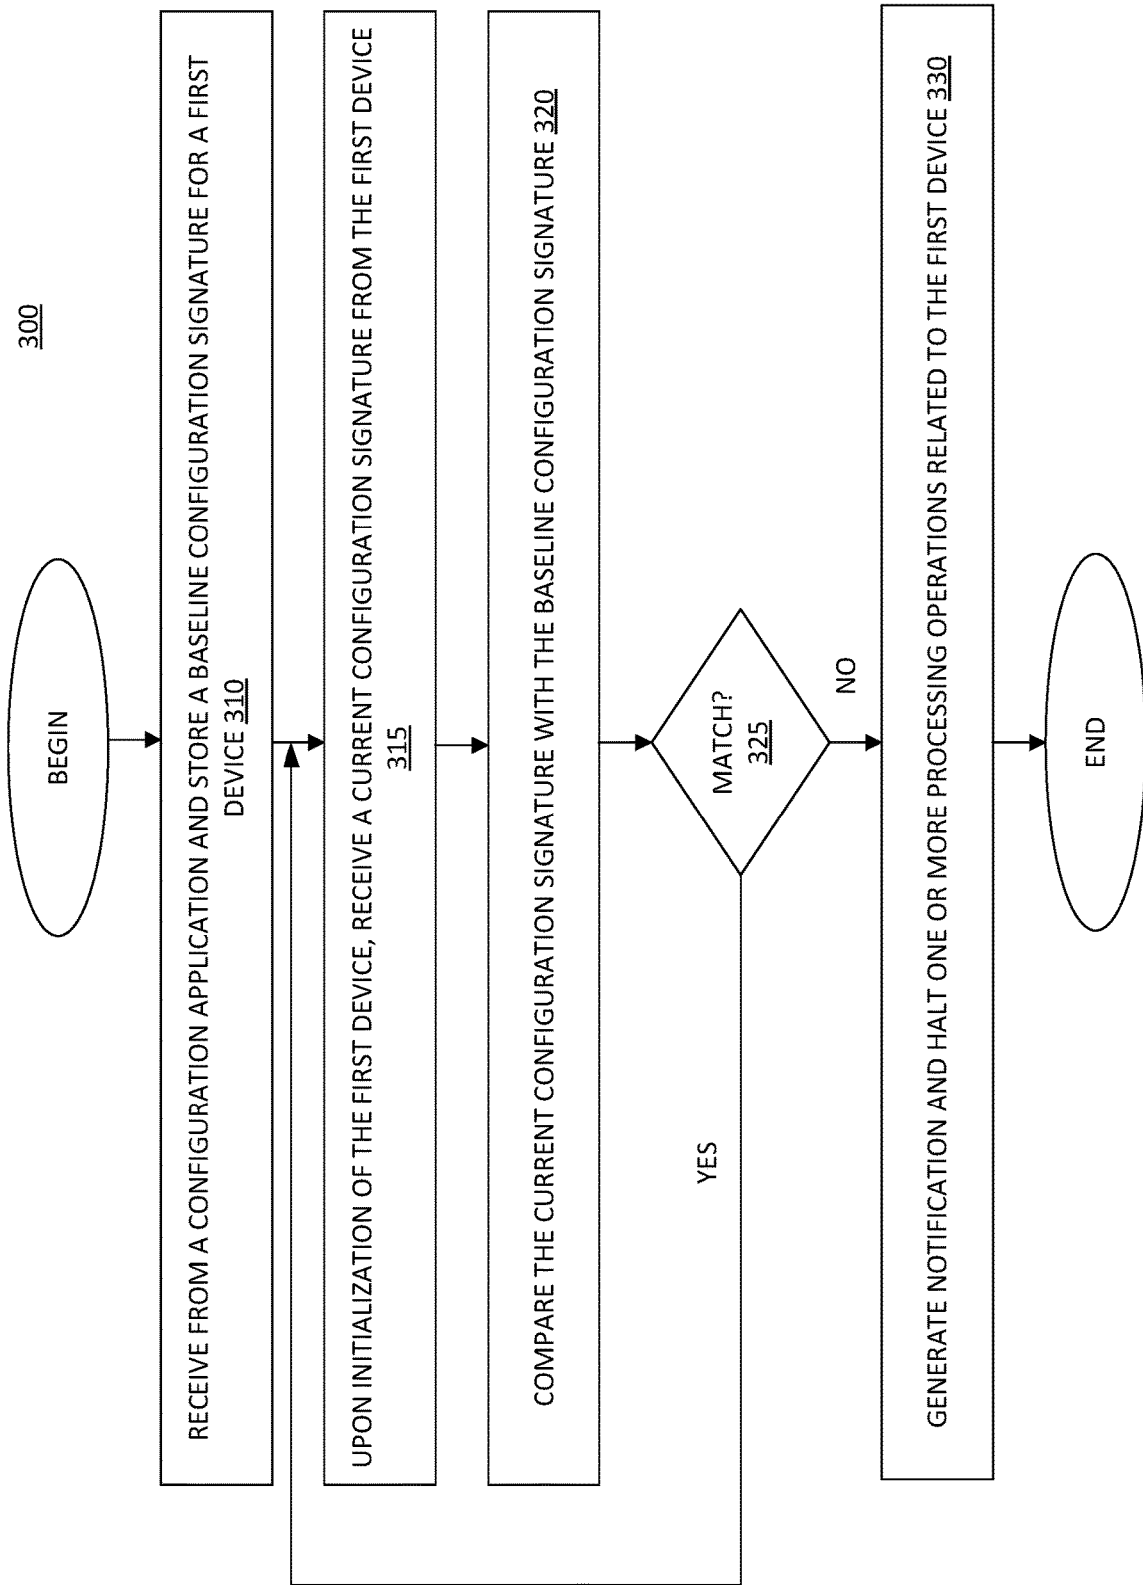 300
BEGIN
RECEIVE FROM A CONFIGURATION APPLICATION AND STORE A BASELINE CONFIGURATION SIGNATURE FOR A FIRST
DEVICE 310
UPON INITIALIZATION OF THE FIRST DEVICE, RECEIVE A CURRENT CONFIGURATION SIGNATURE FROM THE FIRST DEVICE
315
COMPARE THE CURRENT CONFIGURATION SIGNATURE WITH THE BASELINE CONFIGURATION SIGNATURE 320
MATCH?
325
YES
NO
GENERATE NOTIFICATION AND HALT ONE OR MORE PROCESSING OPERATIONS RELATED TO THE FIRST DEVICE 330
END